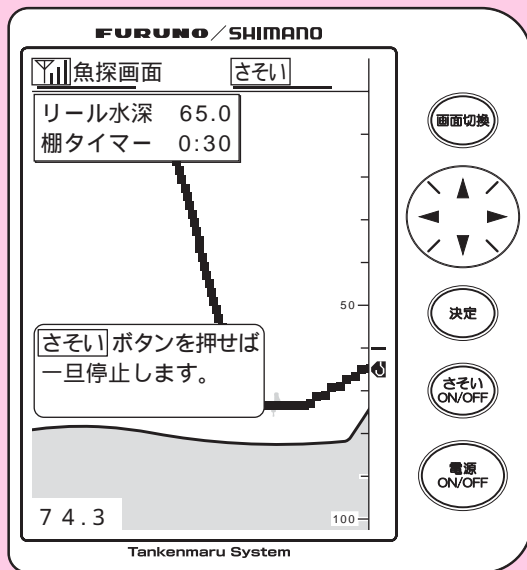 FURUNO/SHIMANO
魚探画面 さそい
リール水深 65.0
棚タイマー 0:30
50
さそい ボタンを押せば
一旦停止します。
74.3
100
Tankenmaru System
画面切換
決定
さそい
ON/OFF
電源
ON/OFF